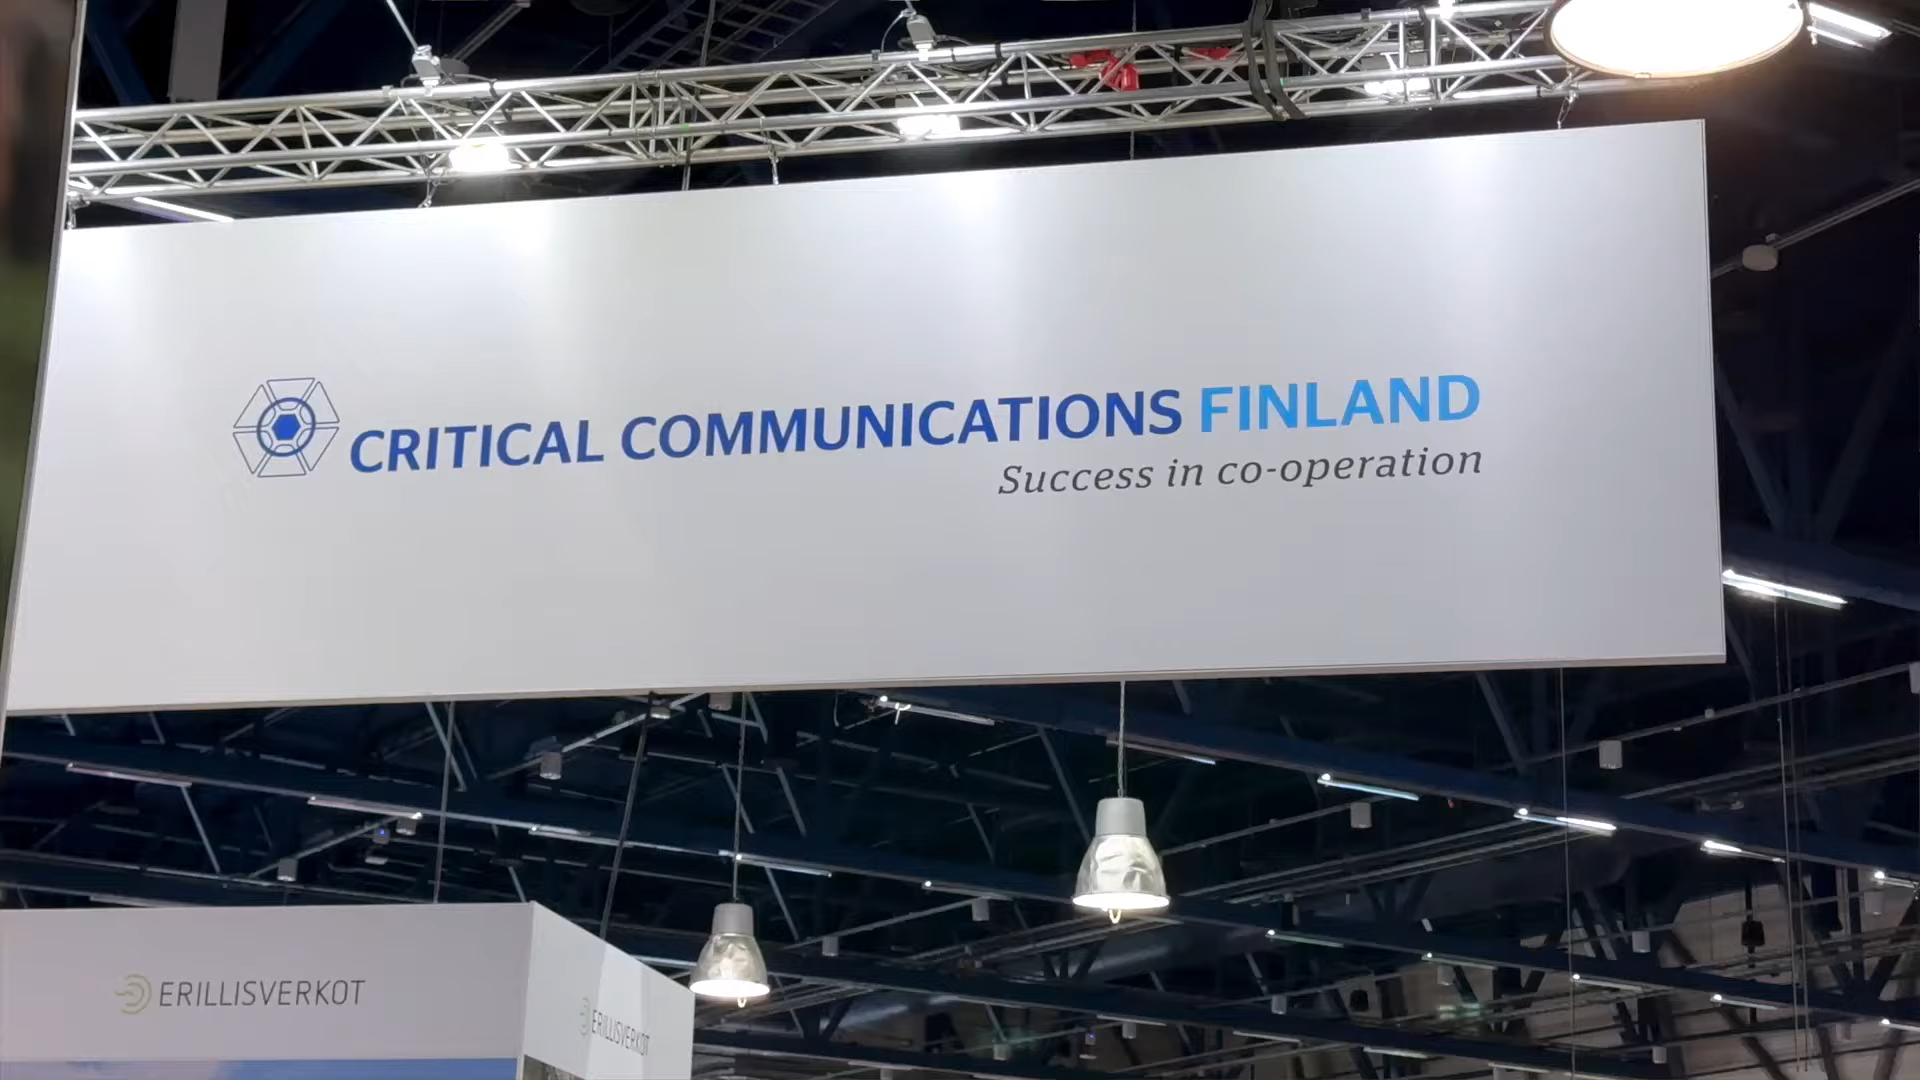 CRITICAL COMMUNICATIONS FINLAND
Success in co-operation
ERILLISVERKOT
ERILLISVERKOT